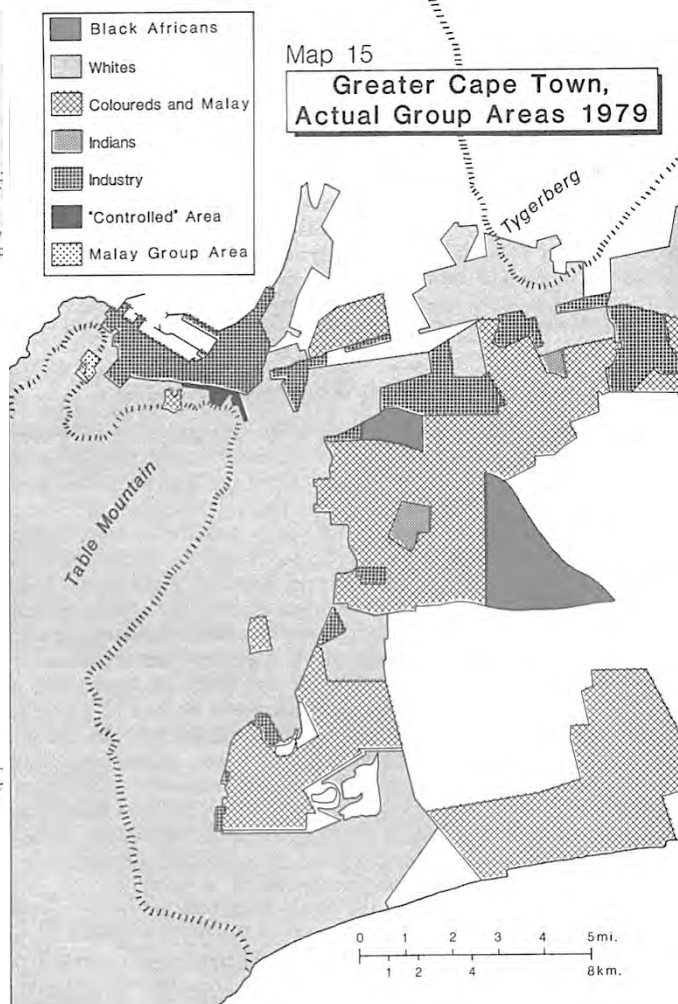 Black Africans
Whites
Coloureds and Malay
Indians
Industry
"Controlled" Area
Malay Group Area
Map 15
Greater Cape Town,
Actual Group Areas 1979
Tygerberg
Table Mountain
0 1 2 3 4 5mi.
1 2 4 8km.